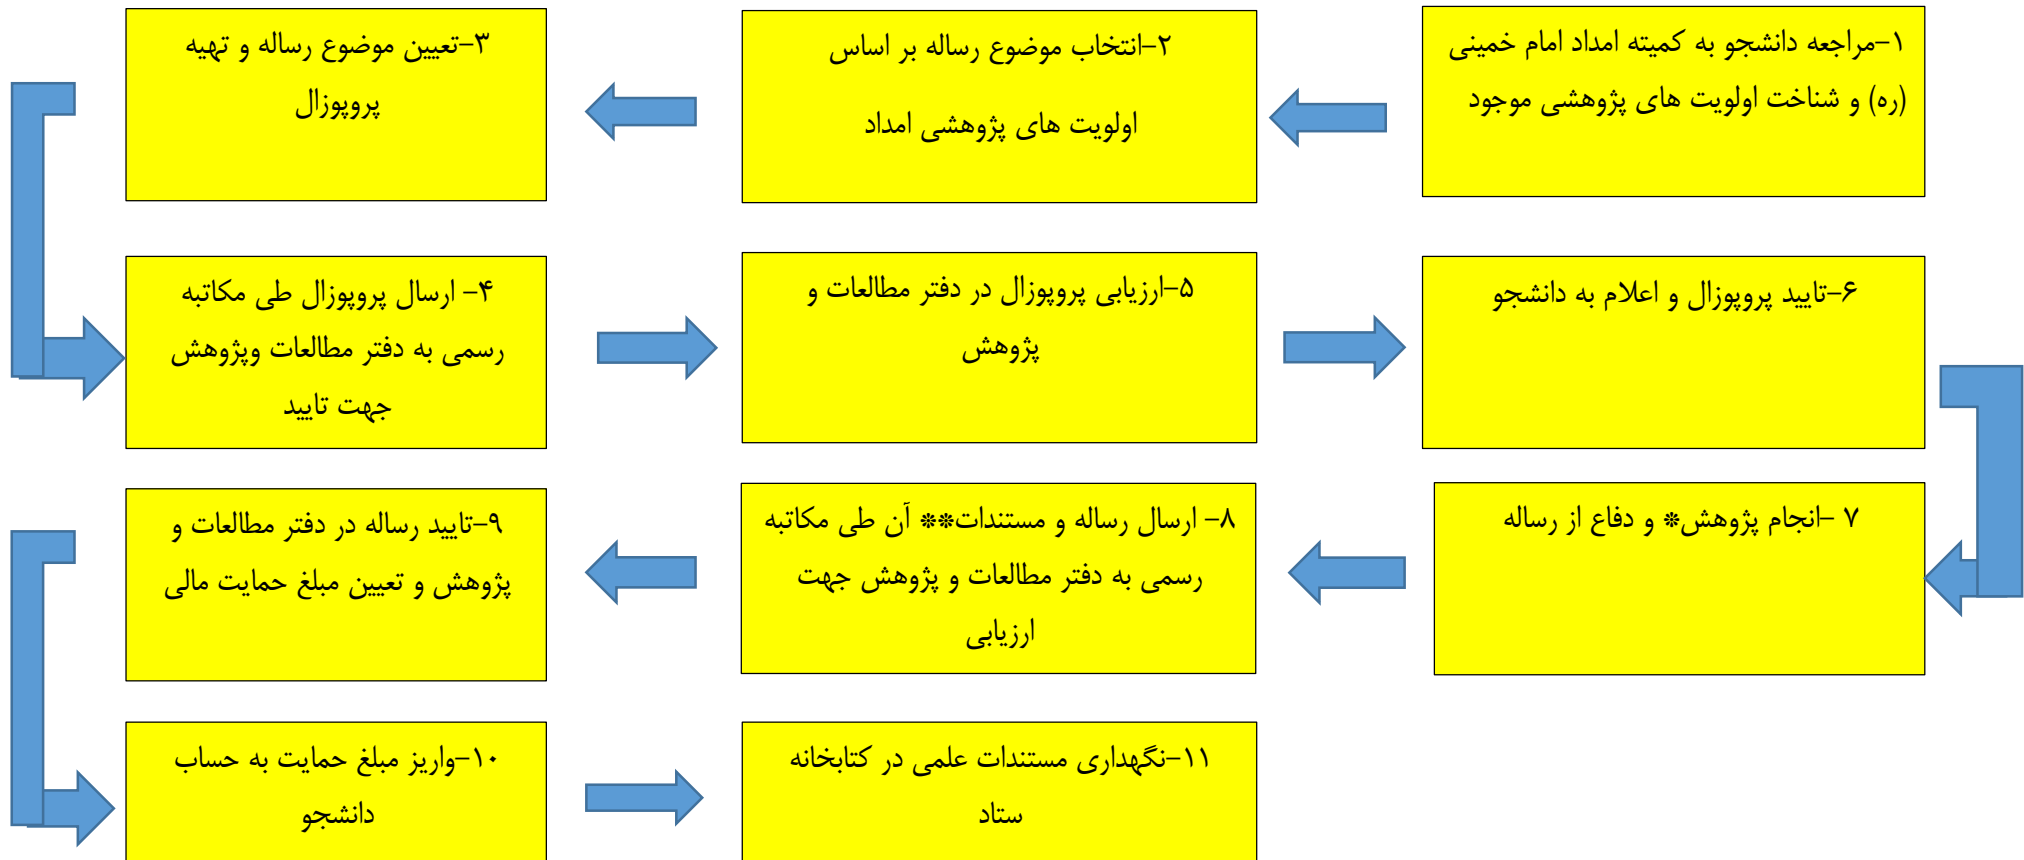 ۱-مراجعه دانشجو به کمیته امداد امام خمینی
(ره) و شناخت اولویت های پژوهشی موجود
۲-انتخاب موضوع رساله بر اساس
اولویت های پژوهشی امداد
۳-تعیین موضوع رساله و تهیه
پروپوزال
۴- ارسال پروپوزال طی مکاتبه
رسمی به دفتر مطالعات وپژوهش
جهت تایید
۵-ارزیابی پروپوزال در دفتر مطالعات و
پژوهش
۶-تایید پروپوزال و اعلام به دانشجو
۷ -انجام پژوهش* و دفاع از رساله
۸- ارسال رساله و مستندات** آن طی مکاتبه
رسمی به دفتر مطالعات و پژوهش جهت
ارزیابی
۹-تایید رساله در دفتر مطالعات و
پژوهش و تعیین مبلغ حمایت مالی
۱۰-واریز مبلغ حمایت به حساب
دانشجو
۱۱-نگهداری مستندات علمی در کتابخانه
ستاد